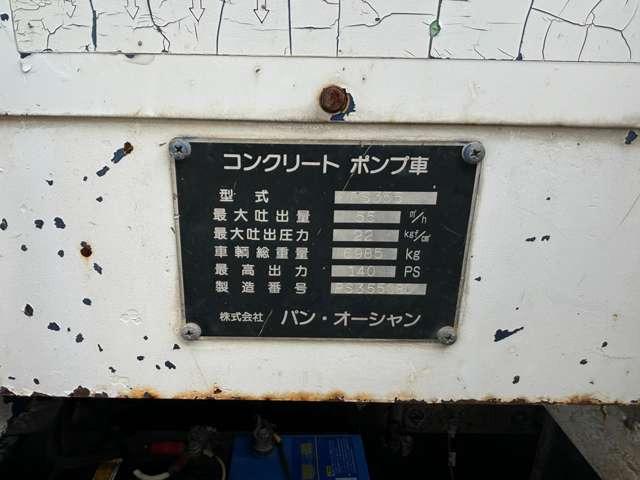 コンクリート ポンプ車
型式
最大吐出量 55 ㎥/h
最大吐出圧力 22 kgf/c㎡
車輌総重量 kg
最高出力 140 PS
製造番号
株式会社 パン・オーシャン